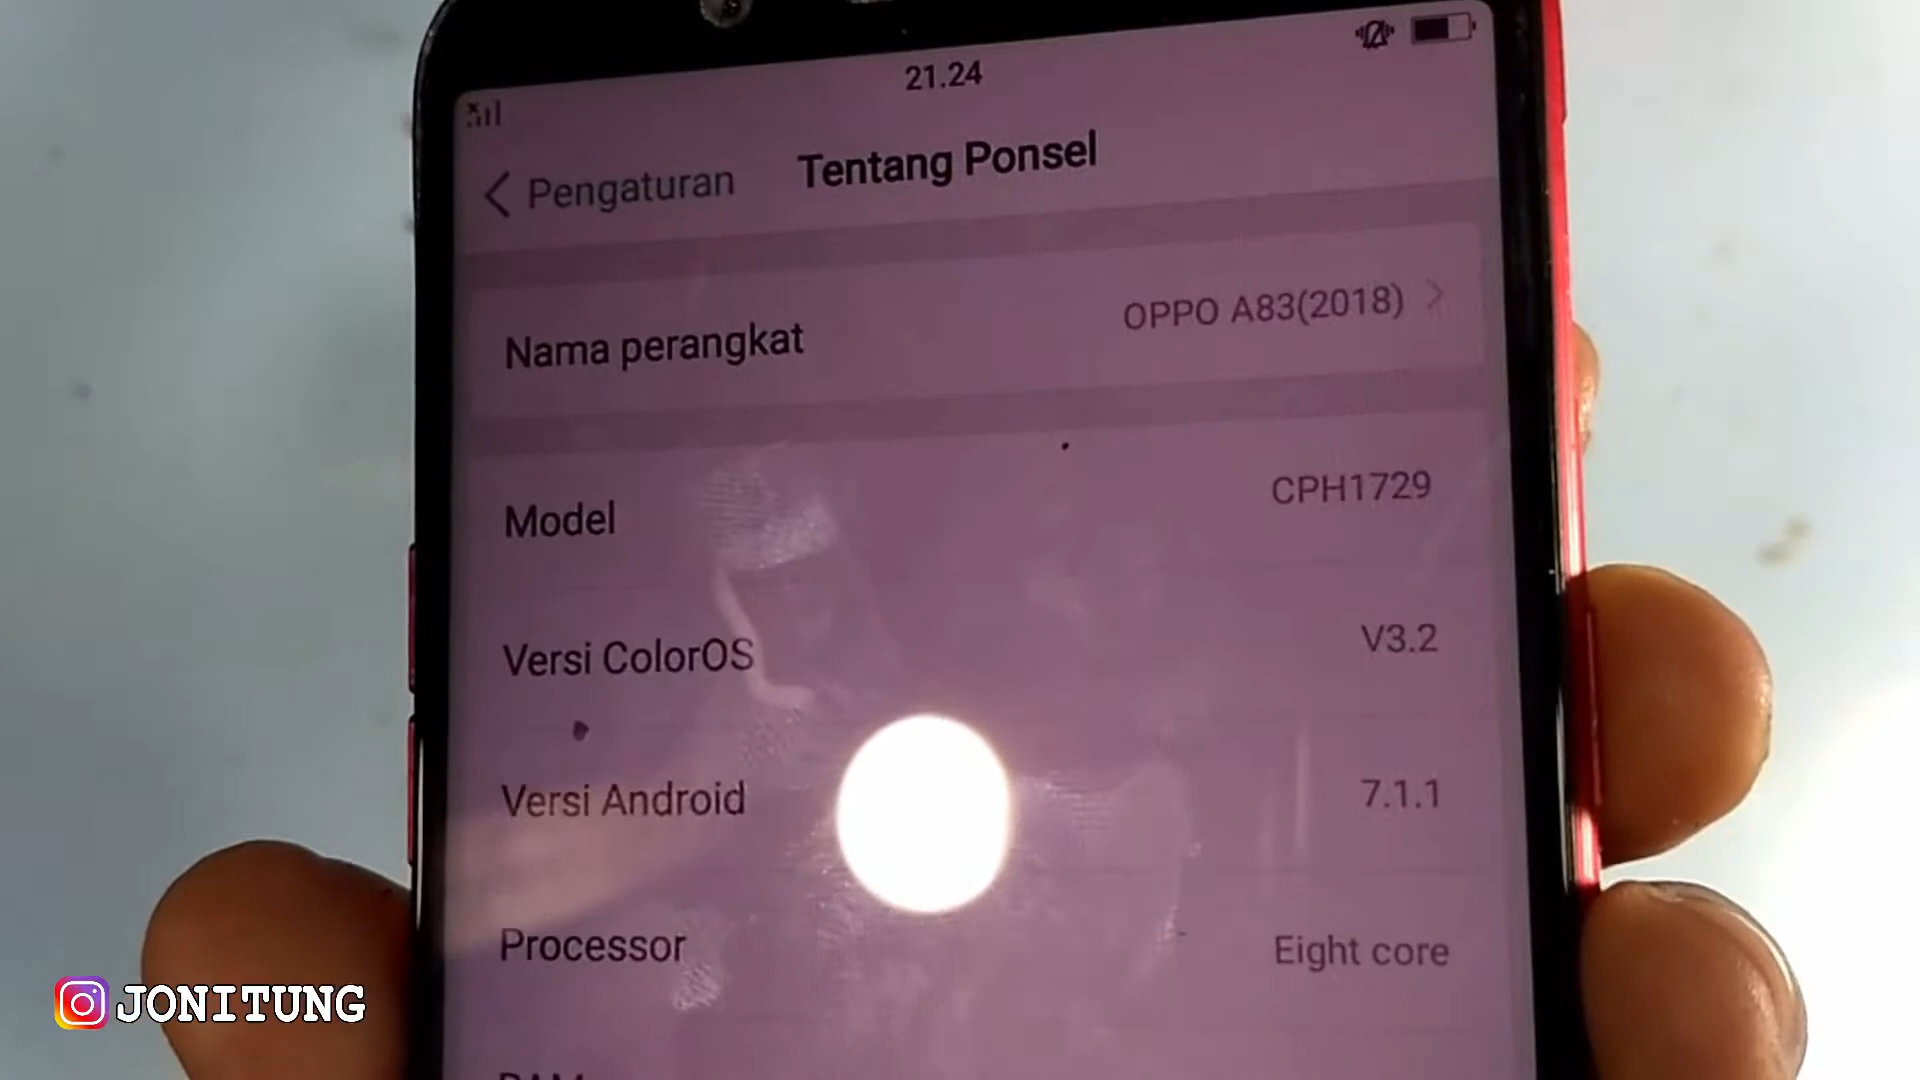 21.24
Pengaturan
Tentang Ponsel
Nama perangkat
OPPO A83(2018)
Model
CPH1729
Versi ColorOS
V3.2
Versi Android
7.1.1
Processor
Eight core
JONITUNG